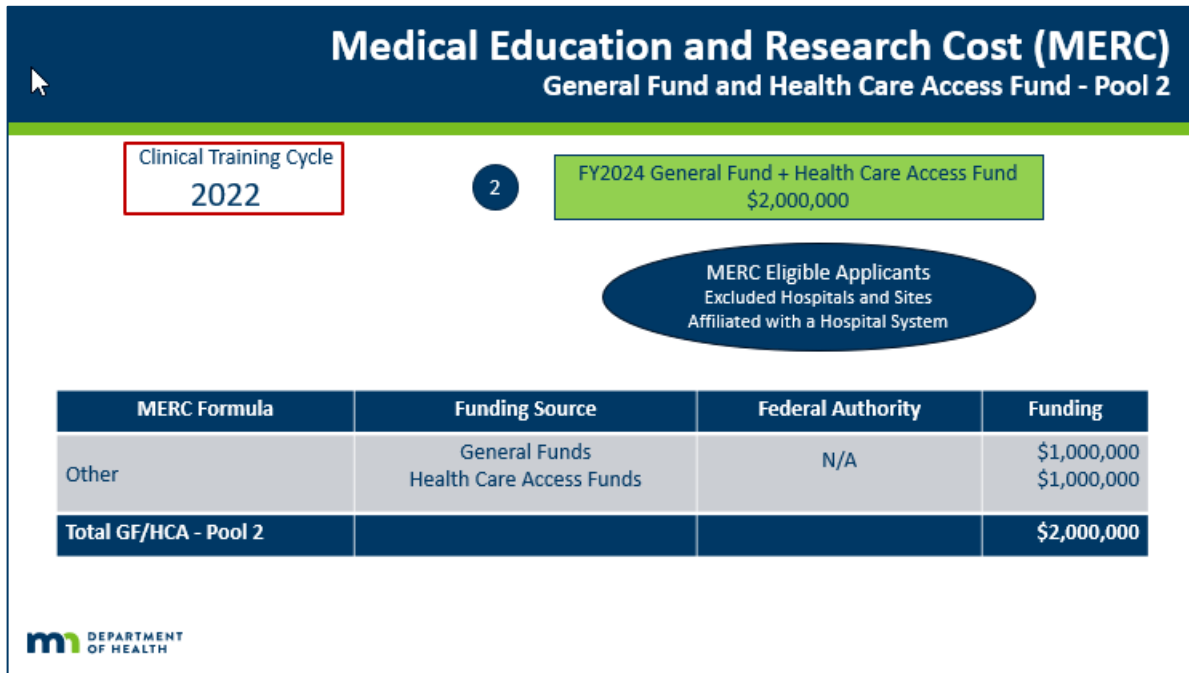 Medical Education and Research Cost (MERC)
General Fund and Health Care Access Fund - Pool 2
Clinical Training Cycle
2022
2
FY2024 General Fund + Health Care Access Fund
$2,000,000
MERC Eligible Applicants
Excluded Hospitals and Sites
Affiliated with a Hospital System
MERC Formula Funding Source Federal Authority Funding
Other
General Funds
Health Care Access Funds
N/A
$1,000,000
$1,000,000
Total GF/HCA - Pool 2 $2,000,000
mn DEPARTMENT
OF HEALTH